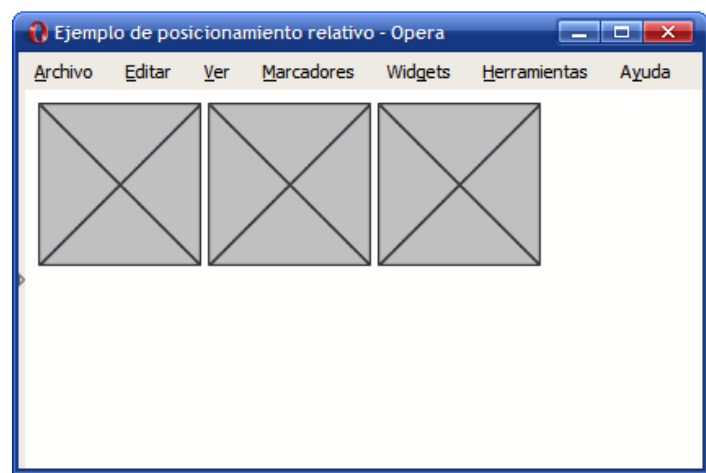 Ejemplo de posicionamiento relativo - Opera
Archivo Editar Ver Marcadores Widgets Herramientas Ayuda